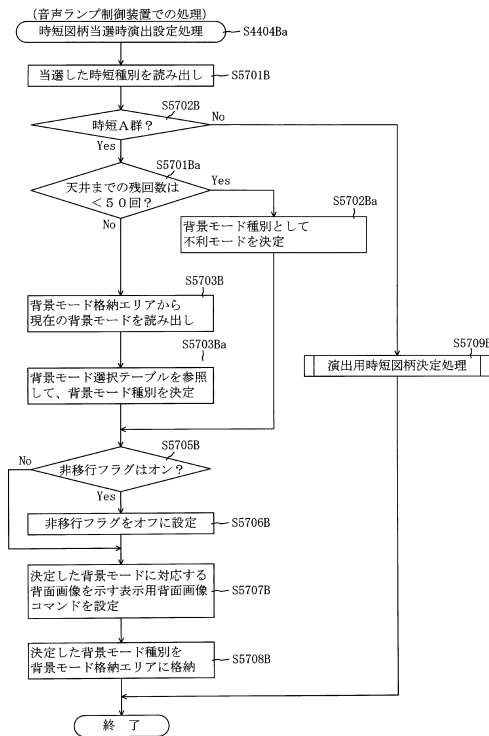 (音声ランプ制御装置での処理)
時短図柄当選時演出設定処理
S4404Ba
当選した時短種別を読み出し
S5701B
S5702B
時短A群?
No
Yes
S5701Ba
天井までの残回数は
<50回?
Yes
No
S5702Ba
背景モード種別として
不利モードを決定
S5703B
背景モード格納エリアから
現在の背景モードを読み出し
S5703Ba
背景モード選択テーブルを参照
して、背景モード種別を決定
S5709B
演出用時短図柄決定処理
S5705B
非移行フラグはオン?
No
Yes
非移行フラグをオフに設定
S5706B
決定した背景モードに対応する
背面画像を示す表示用背面画像
コマンドを設定
S5707B
決定した背景モード種別を
背景モード格納エリアに格納
S5708B
終 了